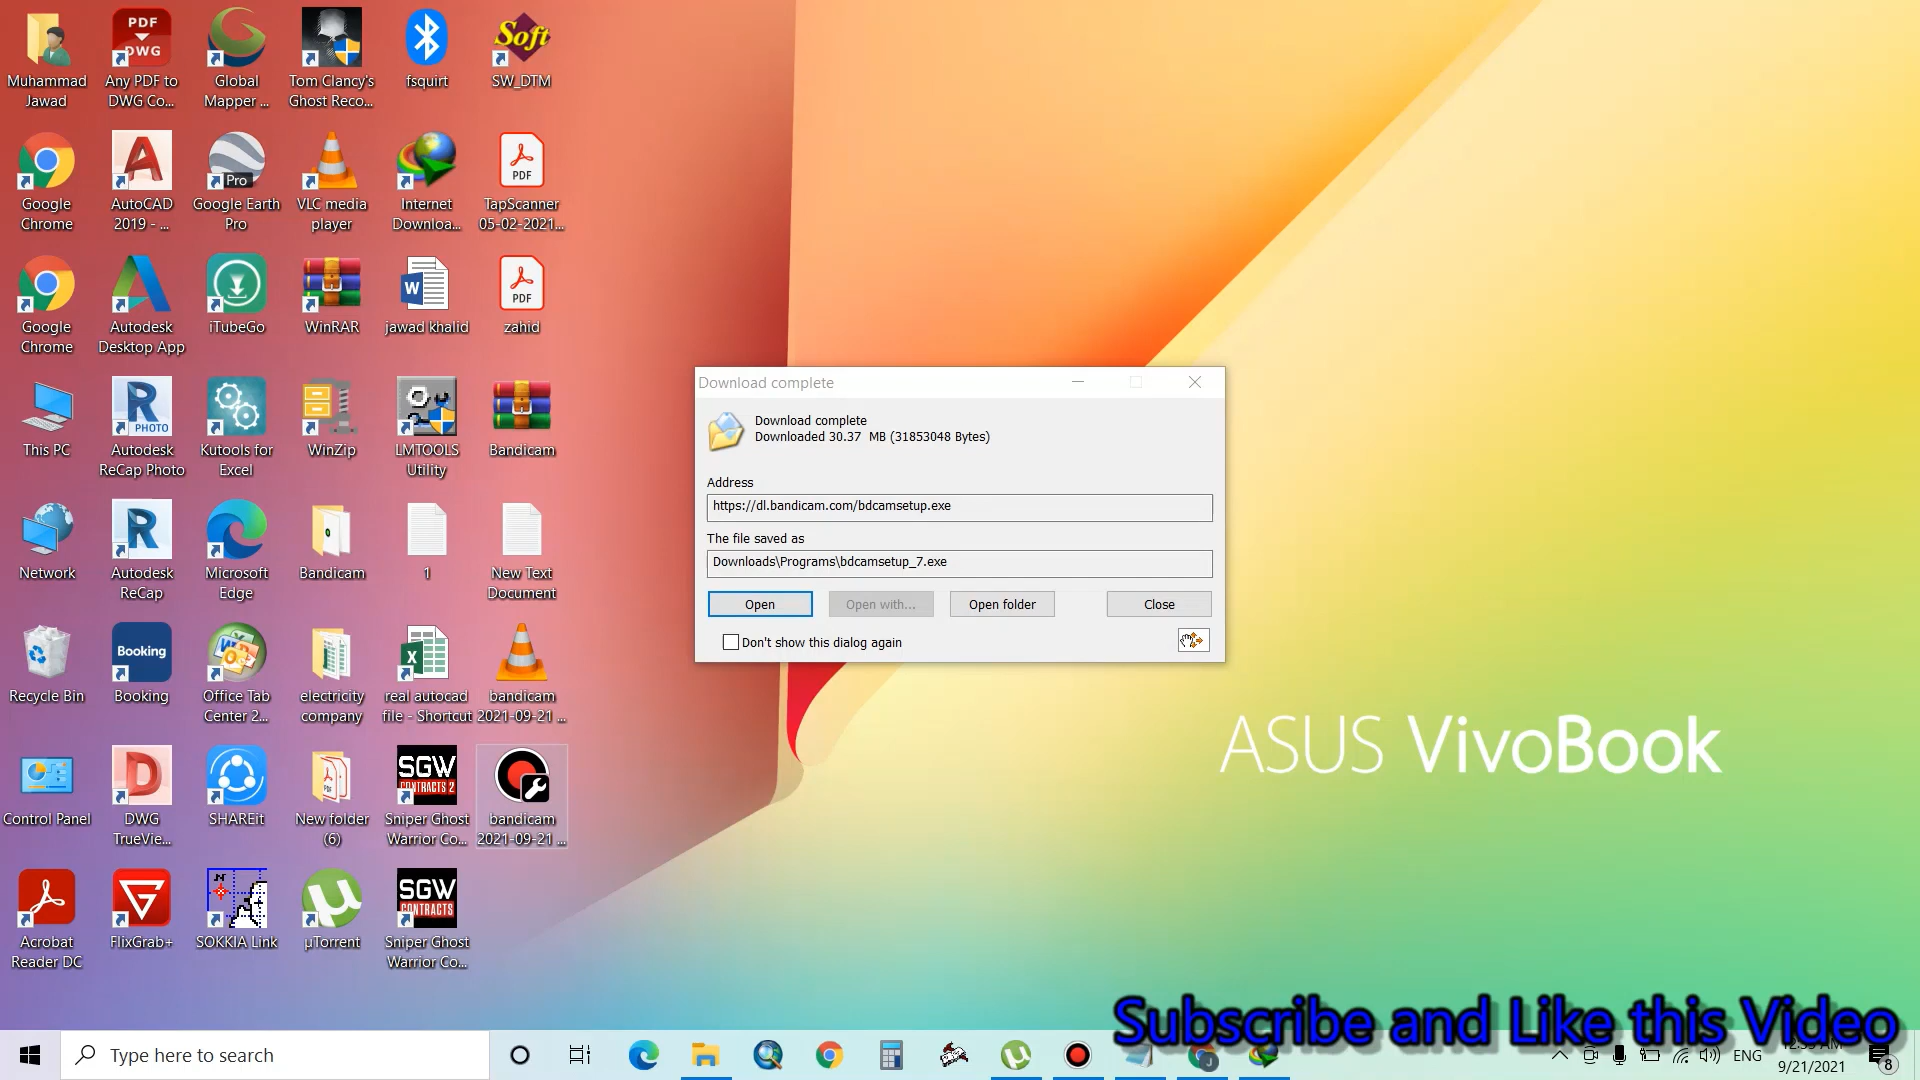 Muhammad
Jawad
PDF
DWG
Any PDF to
DWG Co...
Global
Mapper ...
Tom Clancy's
Ghost Reco...
fsquirt
Soft
SW_DTM
Google
Chrome
AutoCAD
2019 - ...
Pro
Google Earth
Pro
VLC media
player
Internet
Downloa...
PDF
TapScanner
05-02-2021...
Google
Chrome
Autodesk
Desktop App
iTubeGo
WinRAR
W
jawad khalid
PDF
zahid
This PC
R
PHOTO
Autodesk
ReCap Photo
Kutools for
Excel
WinZip
LMTOOLS
Utility
Bandicam
Network
R
Autodesk
ReCap
Microsoft
Edge
Bandicam
1
New Text
Document
Recycle Bin
Booking
Booking
Office Tab
Center 2...
electricity
company
X
real autocad
file - Shortcut
bandicam
2021-09-21 ...
Control Panel
D
DWG
TrueVie...
SHAREit
PDF
New folder
(6)
SGW
CONTRACTS 2
Sniper Ghost
Warrior Co...
bandicam
2021-09-21 ...
Acrobat
Reader DC
FlixGrab+
N
SOKKIA Link
µ
µTorrent
SGW
CONTRACTS
Sniper Ghost
Warrior Co...
Download complete
Download complete
Downloaded 30.37 MB (31853048 Bytes)
Address
https://dl.bandicam.com/bdcamsetup.exe
The file saved as
Downloads\Programs\bdcamsetup_7.exe
Open
Open with...
Open folder
Close
Don't show this dialog again
ASUS VivoBook
Subscribe and Like this Video
Type here to search
J
ENG
9/21/2021
8